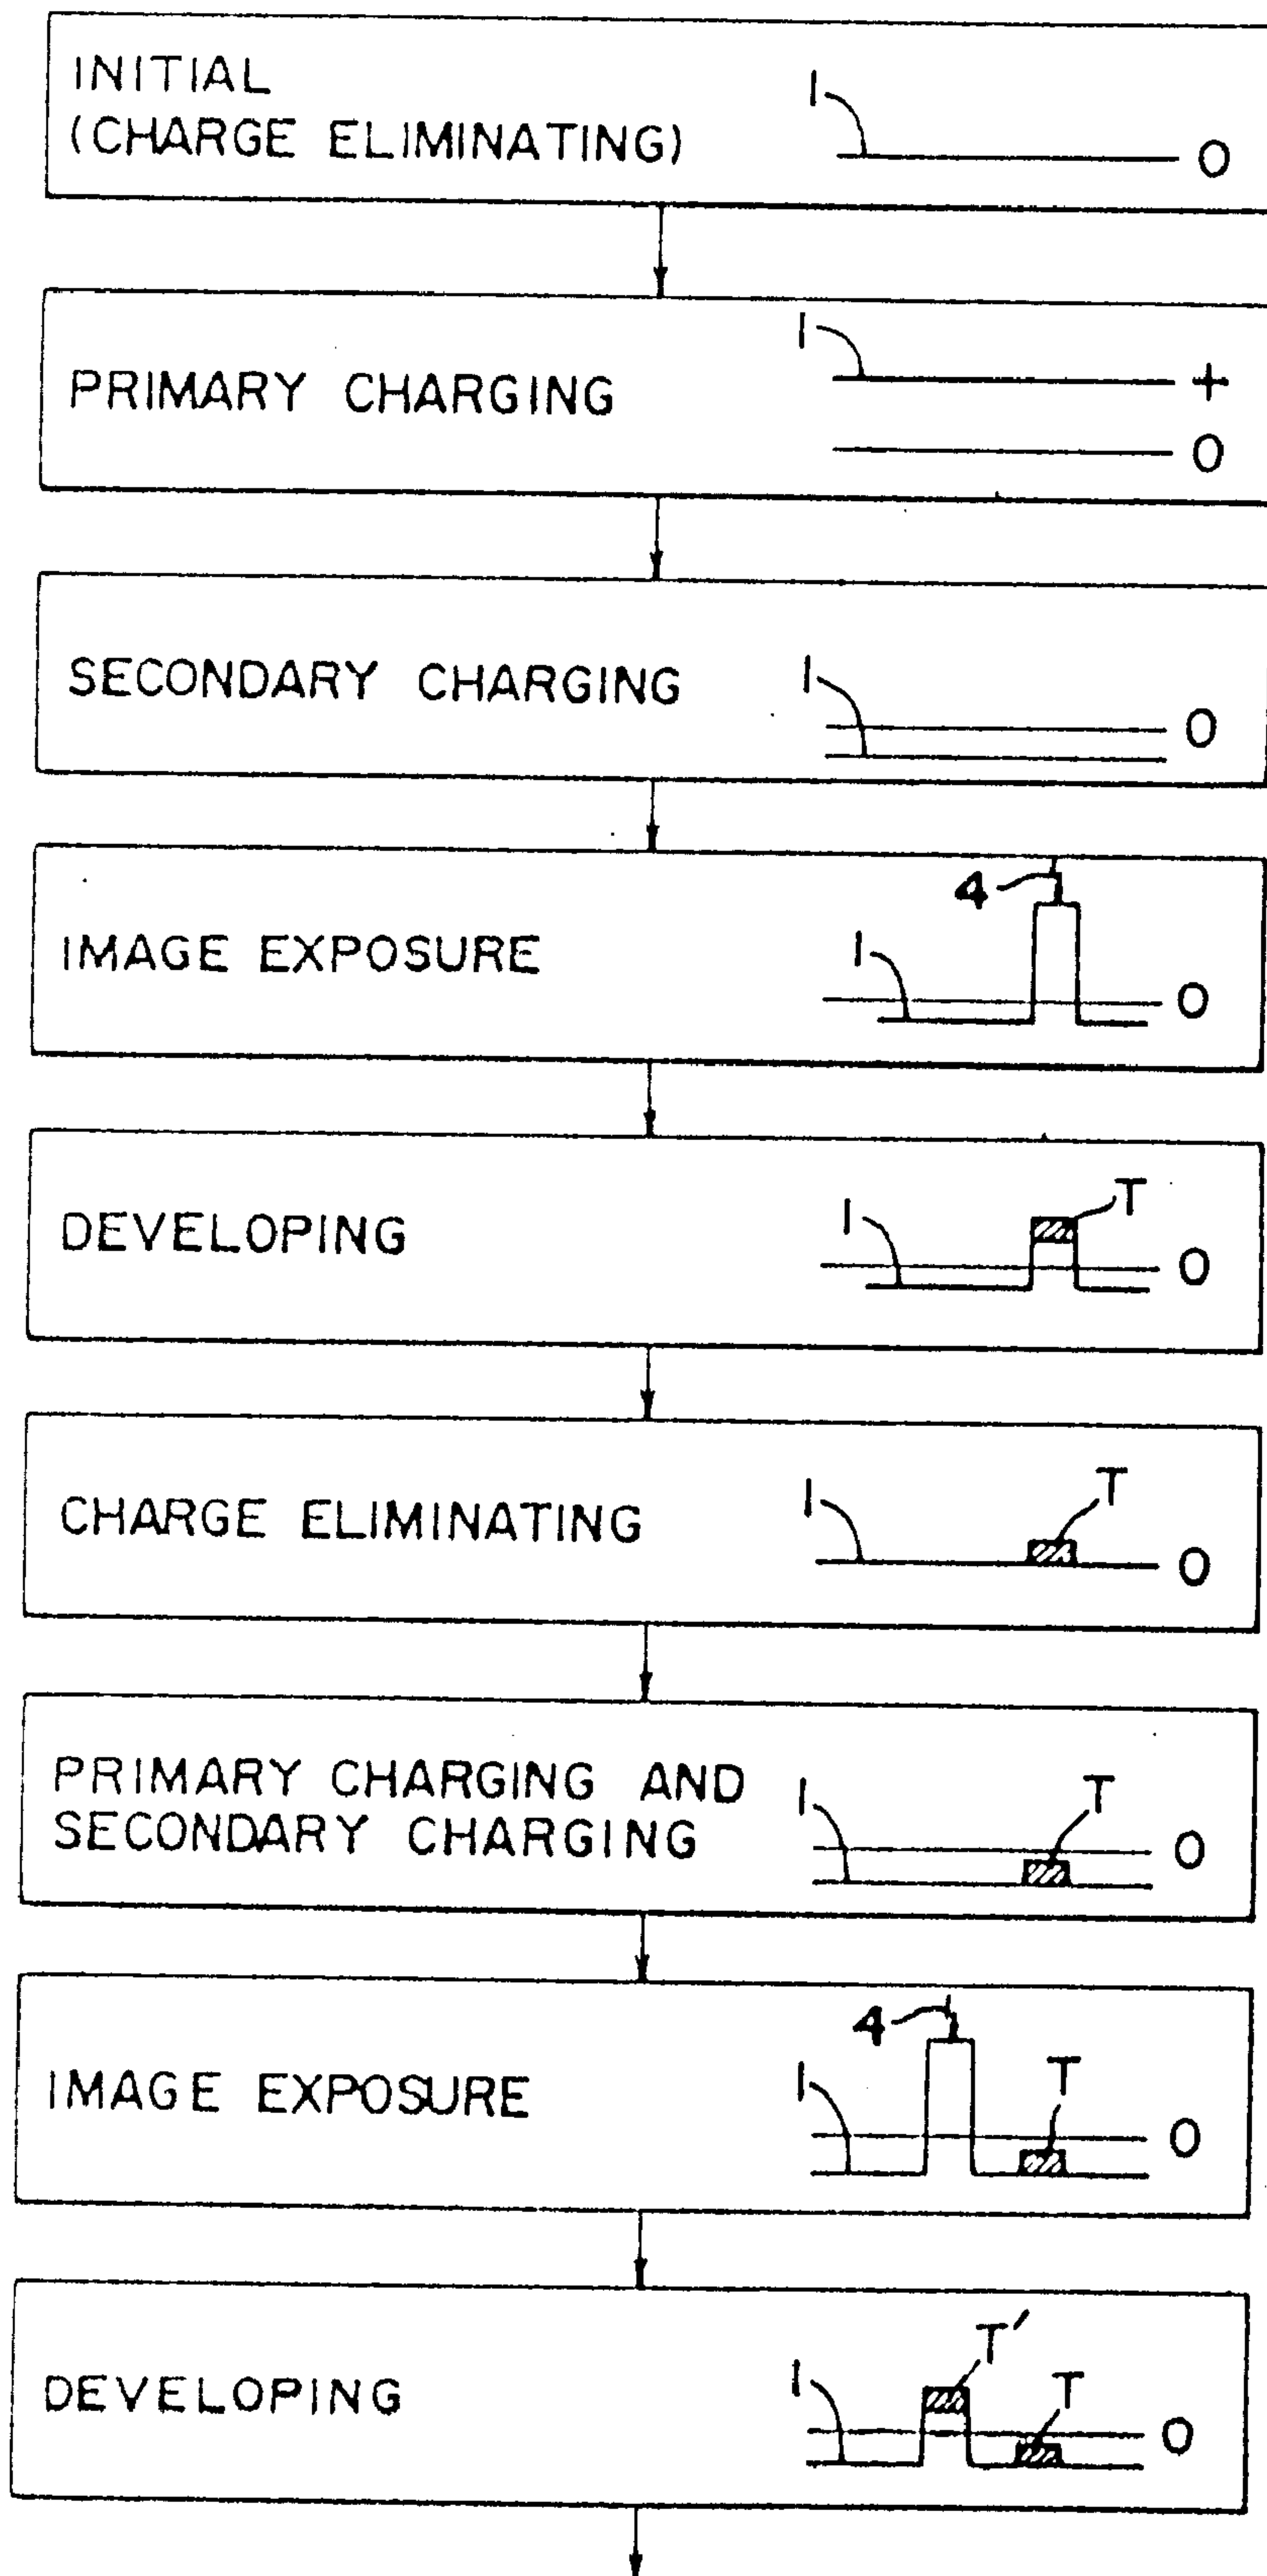 INITIAL
(CHARGE ELIMINATING)
1
0
PRIMARY CHARGING
1
+
0
SECONDARY CHARGING
1
0
IMAGE EXPOSURE
4
1
0
DEVELOPING
1
T
0
CHARGE ELIMINATING
1
T
0
PRIMARY CHARGING AND
SECONDARY CHARGING
1
T
0
IMAGE EXPOSURE
4
1
T
0
DEVELOPING
T'
1
T
0